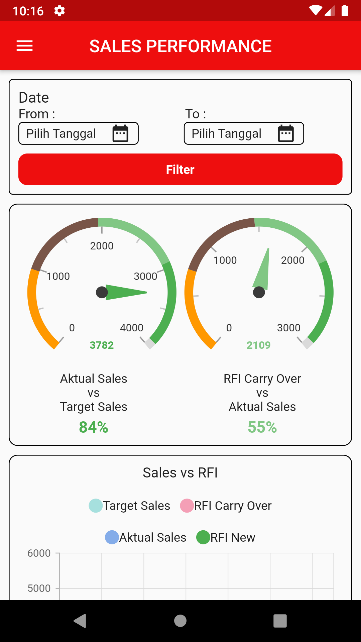 10:16
SALES PERFORMANCE
Date
From :
To :
Pilih Tanggal
Pilih Tanggal
Filter
0
1000
2000
3000
4000
3782
0
1000
2000
3000
2109
Aktual Sales
vs
Target Sales
84%
RFI Carry Over
vs
Aktual Sales
55%
Sales vs RFI
Target Sales
RFI Carry Over
Aktual Sales
RFI New
6000
5000